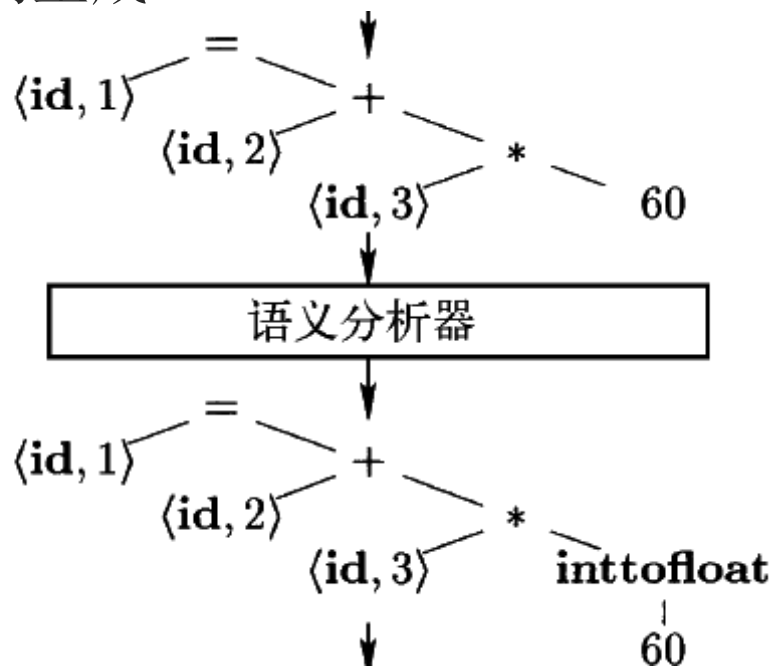 =
⟨id, 1⟩
+
⟨id, 2⟩
*
⟨id, 3⟩ 60
语义分析器
=
⟨id, 1⟩
+
⟨id, 2⟩
*
⟨id, 3⟩ inttofloat
60